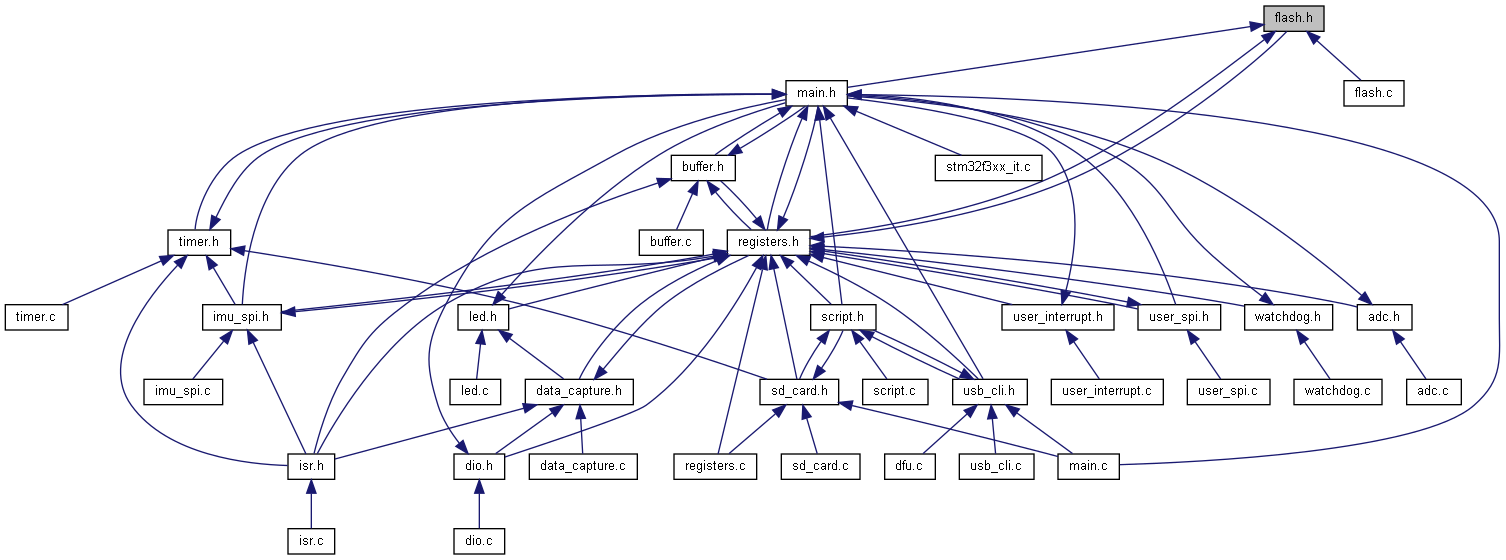 flash.h
main.h
flash.c
buffer.h
stm32f3xx_it.c
timer.h
buffer.c
registers.h
timer.c
imu_spi.h
led.h
script.h
user_interrupt.h
user_spi.h
watchdog.h
adc.h
imu_spi.c
led.c
data_capture.h
sd_card.h
script.c
usb_cli.h
user_interrupt.c
user_spi.c
watchdog.c
adc.c
isr.h
dio.h
data_capture.c
registers.c
sd_card.c
dfu.c
usb_cli.c
main.c
isr.c
dio.c